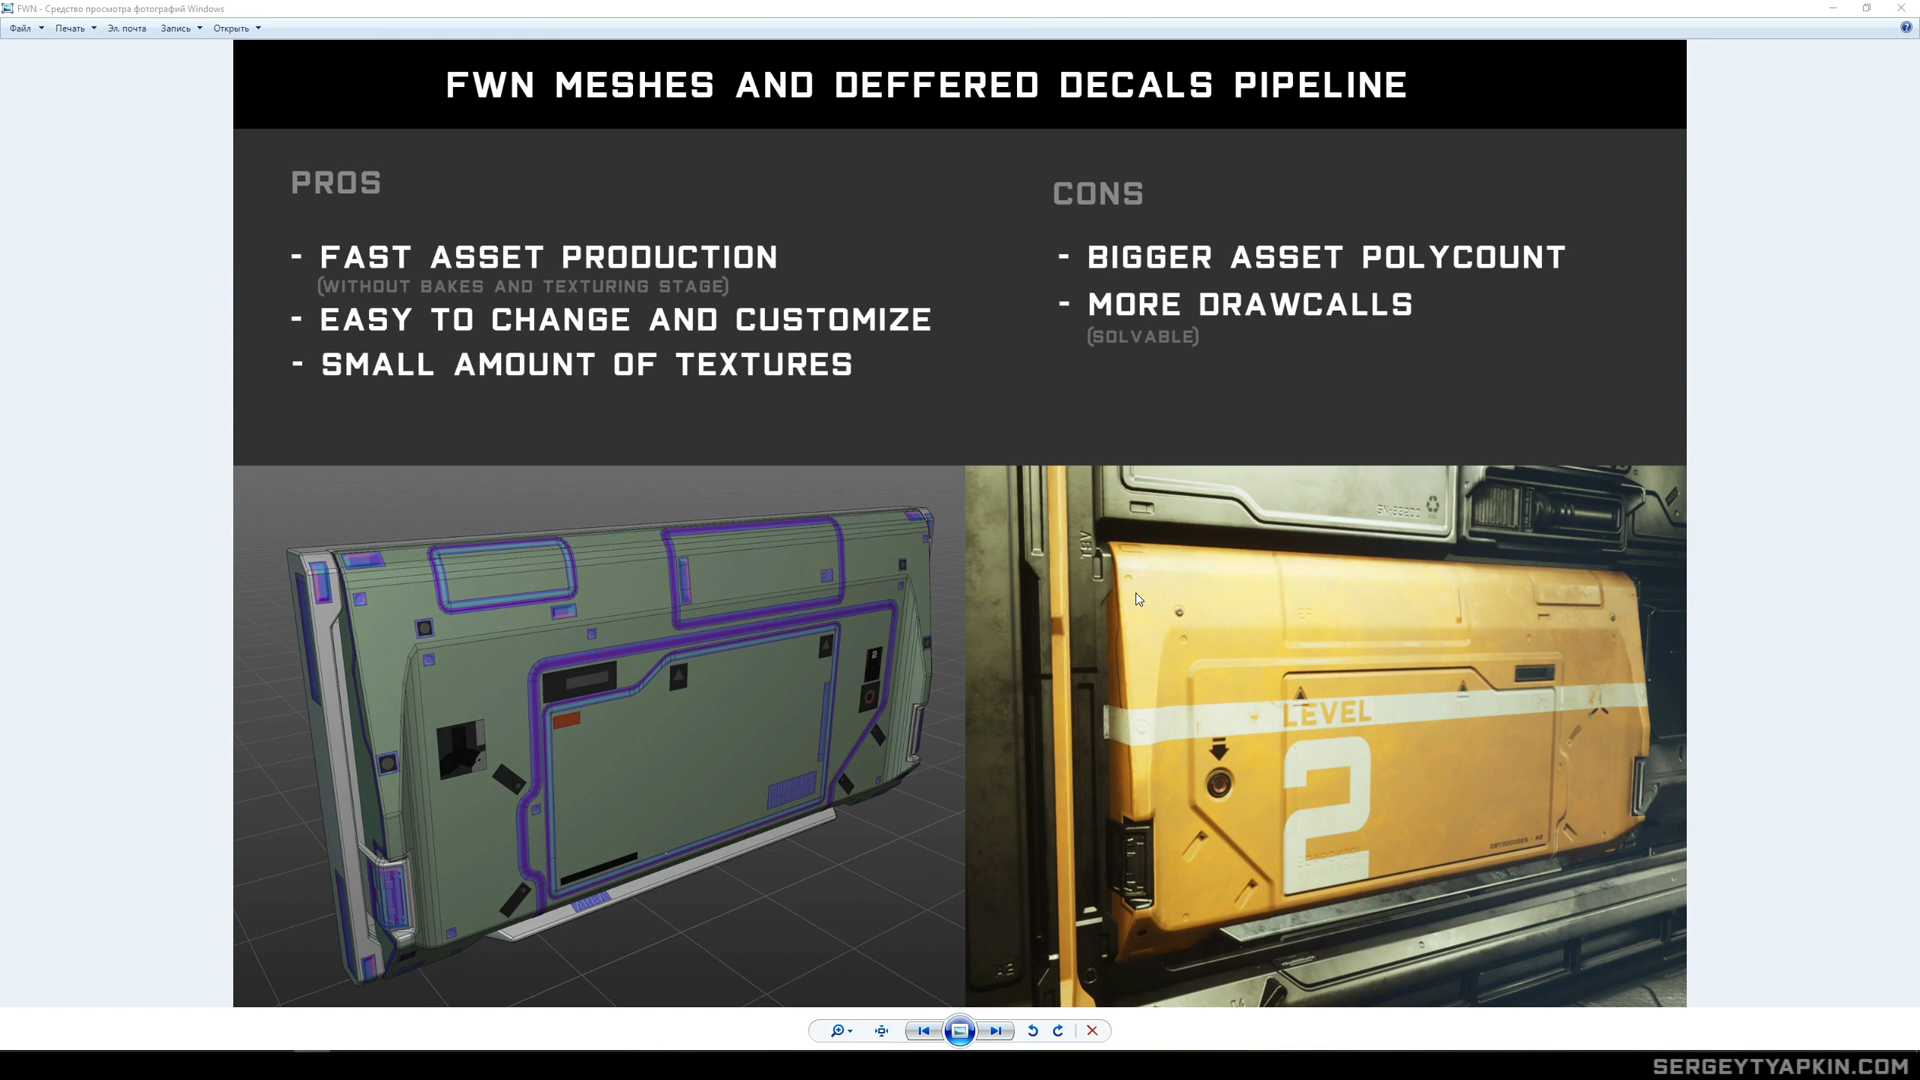 FWN - Средство просмотра фотографий Windows
Файл Печать Эл. почта Запись Открыть
FWN MESHES AND DEFFERED DECALS PIPELINE
PROS
- FAST ASSET PRODUCTION
(WITHOUT BAKES AND TEXTURING STAGE)
- EASY TO CHANGE AND CUSTOMIZE
- SMALL AMOUNT OF TEXTURES
CONS
- BIGGER ASSET POLYCOUNT
- MORE DRAWCALLS
(SOLVABLE)
LEVEL
2
SERGEYTYAPKIN.COM